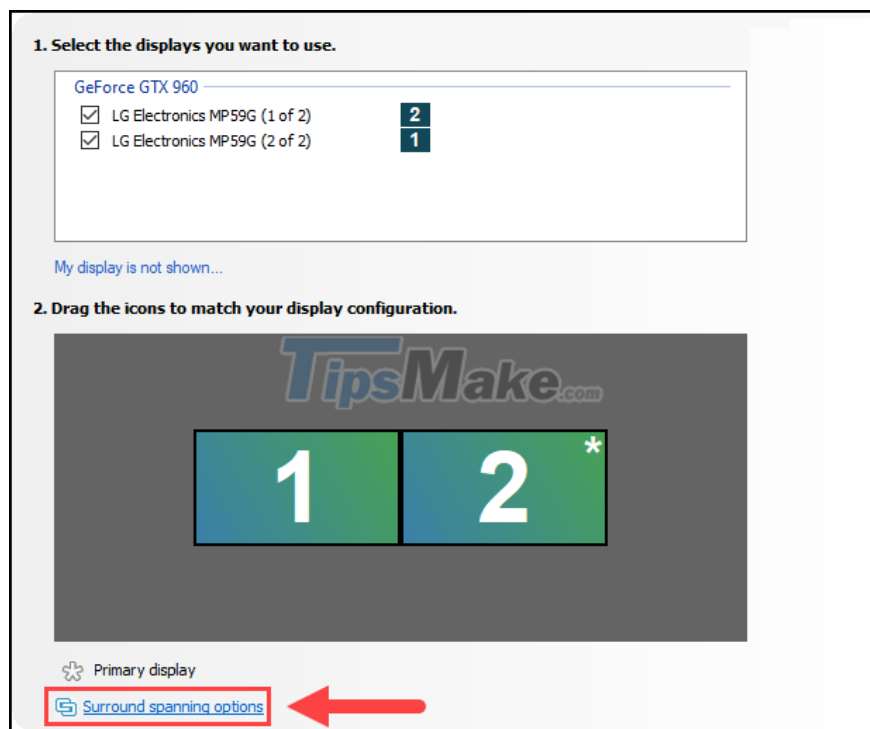 1. Select the displays you want to use.
GeForce GTX 960
LG Electronics MP59G (1 of 2) 2
LG Electronics MP59G (2 of 2) 1
My display is not shown...
2. Drag the icons to match your display configuration.
TipsMake.com
1 2 *
Primary display
Surround spanning options